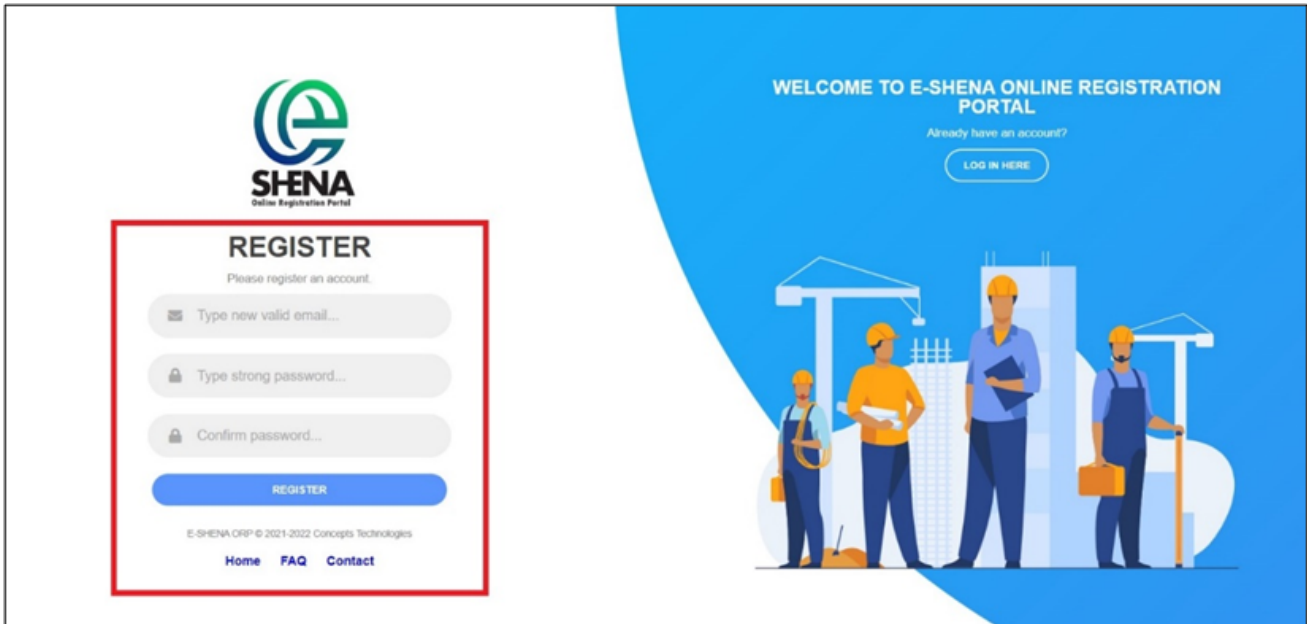 SHENA
Online Registration Portal
REGISTER
Please register an account.
Type new valid email...
Type strong password...
Confirm password...
REGISTER
E-SHENA ORP © 2021-2022 Concepts Technologies
Home FAQ Contact
WELCOME TO E-SHENA ONLINE REGISTRATION
PORTAL
Already have an account?
LOG IN HERE